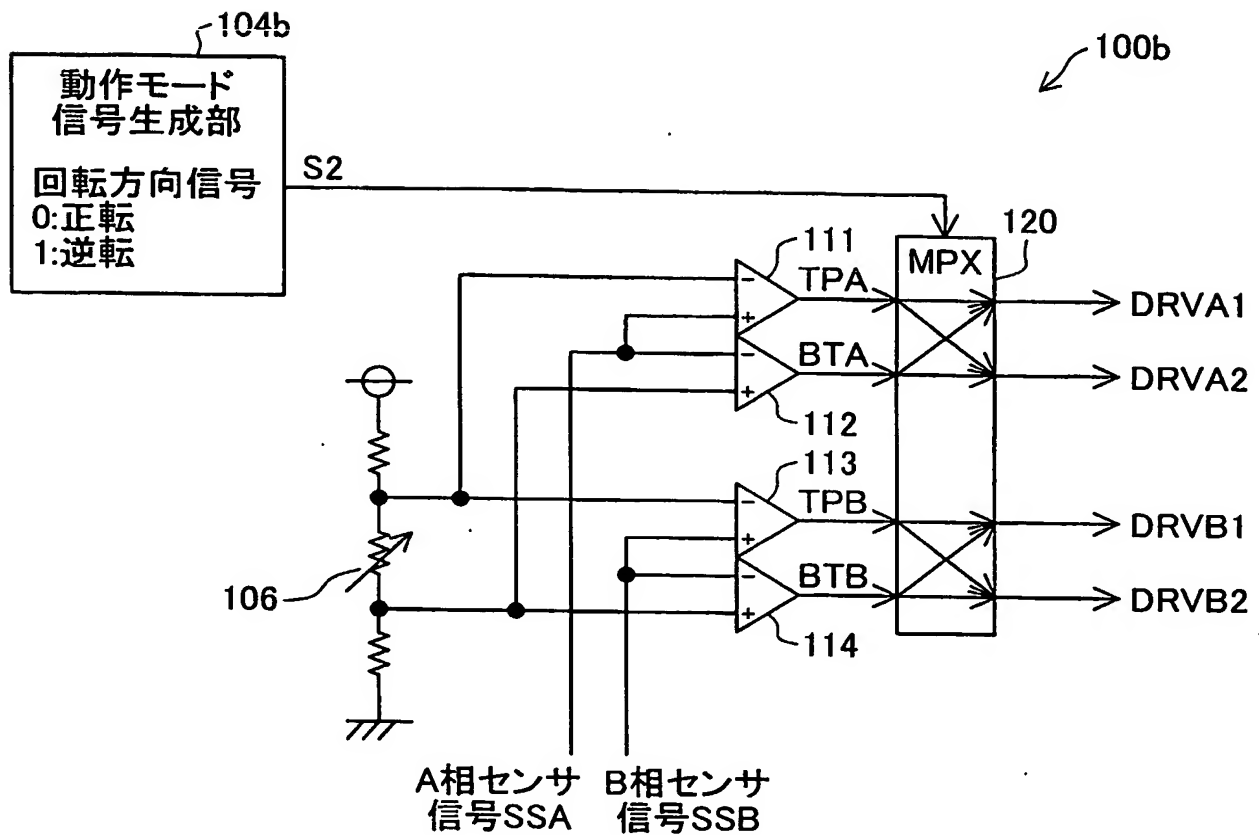 104b
100b
動作モード
信号生成部
回転方向信号
0:正転
1:逆転
S2
111
120
TPA
MPX
DRVA1
BTA
DRVA2
112
113
TPB
DRVB1
106
BTB
DRVB2
114
A相センサ
信号SSA
B相センサ
信号SSB